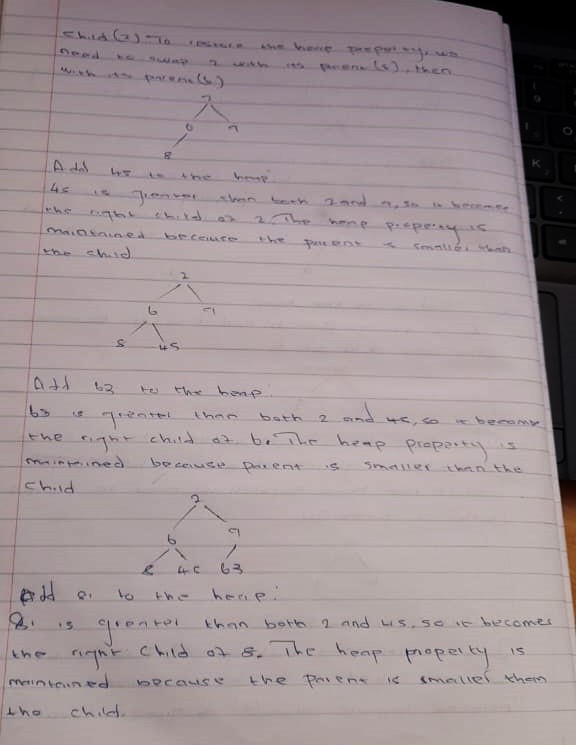 child (2) To restore the heap property, we
need to swap 2 with its parent (s), then
with its parent (s)
2
6 9
8
Add 45 to the heap:
45 is greater than both 2 and 9, so it becomes
the right child of 2. The heap property is
maintained because the parent is smaller than
the child
2
6 9
8 45
Add 63 to the heap:
63 is greater than both 2 and 45, so it become
the right child of 6. The heap property is
maintained because parent is smaller than the
child
2
6 9
8 45 63
Add 81 to the heap:
81 is greater than both 2 and 45, so it becomes
the right child of 8. The heap property is
maintained because the parent is smaller than
the child.